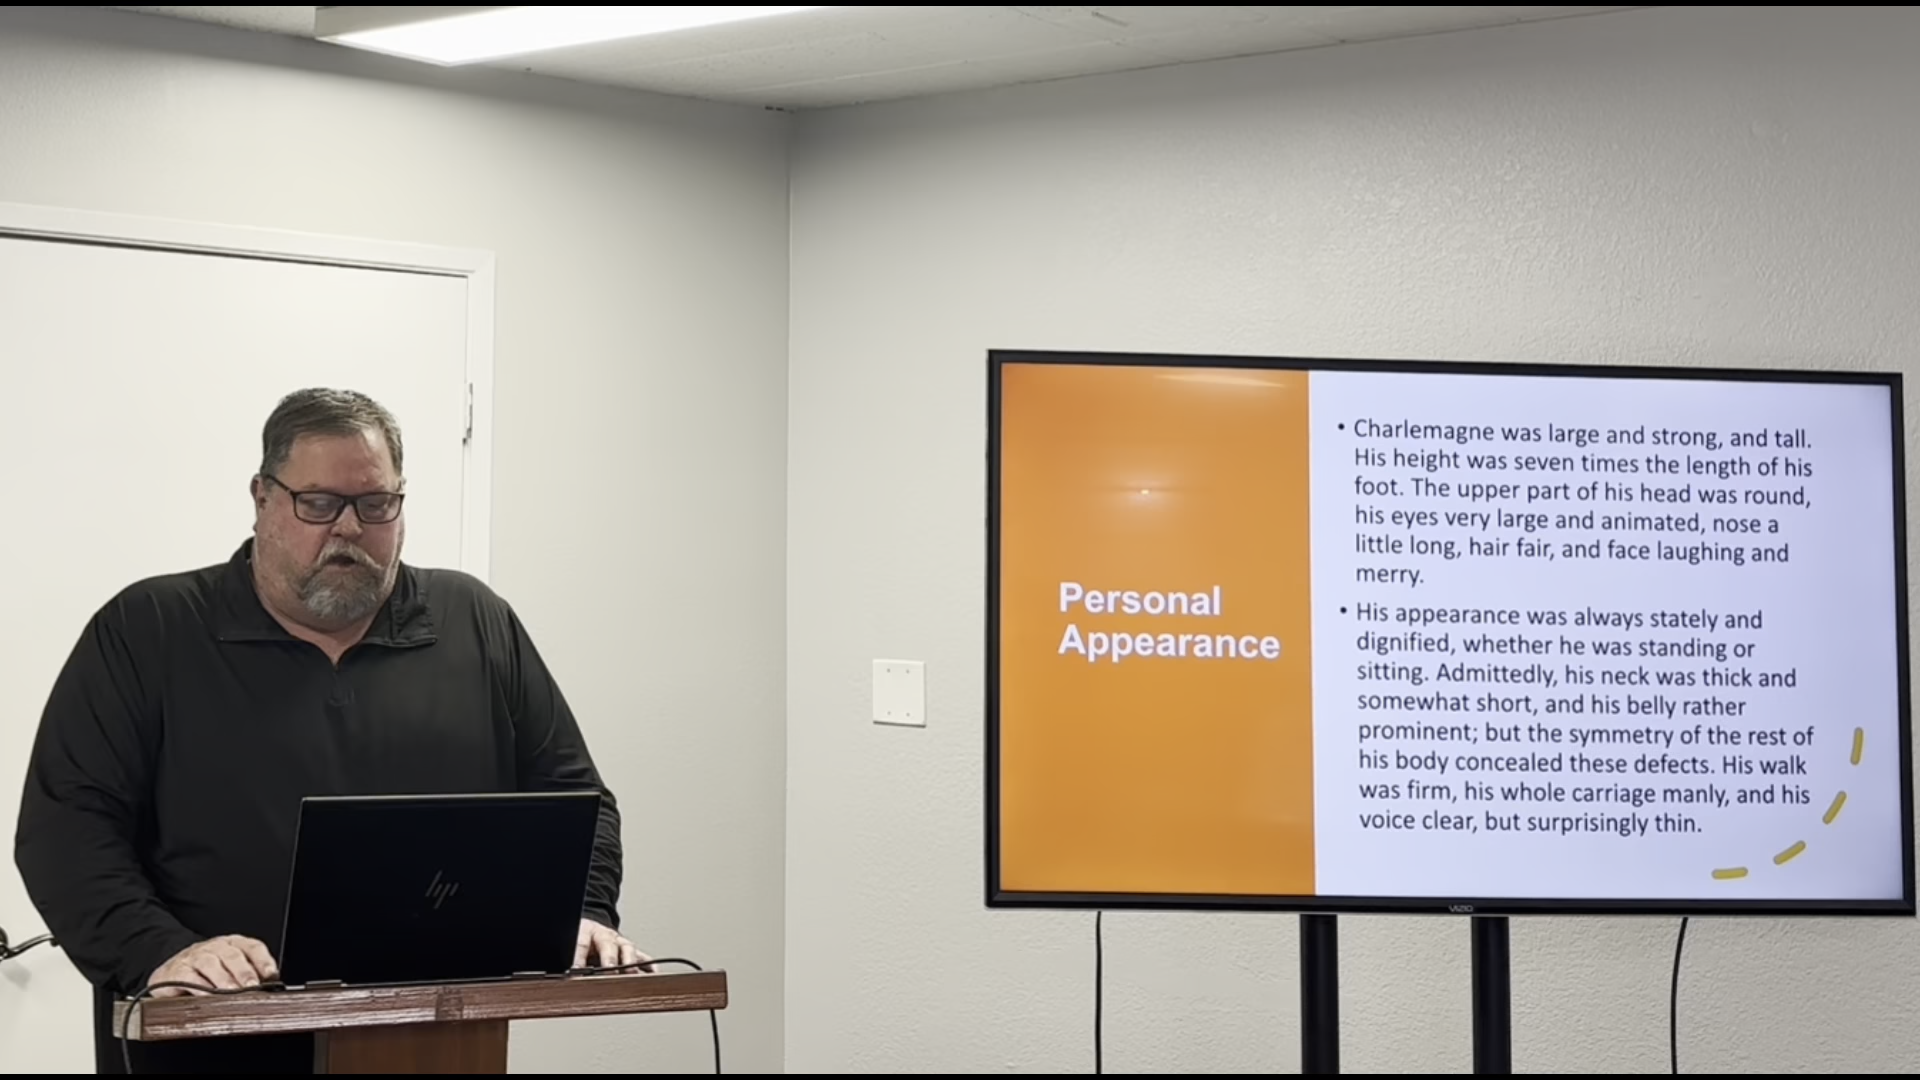 Personal
Appearance
• Charlemagne was large and strong, and tall.
His height was seven times the length of his
foot. The upper part of his head was round,
his eyes very large and animated, nose a
little long, hair fair, and face laughing and
merry.
• His appearance was always stately and
dignified, whether he was standing or
sitting. Admittedly, his neck was thick and
somewhat short, and his belly rather
prominent; but the symmetry of the rest of
his body concealed these defects. His walk
was firm, his whole carriage manly, and his
voice clear, but surprisingly thin.
VIZIO
hp